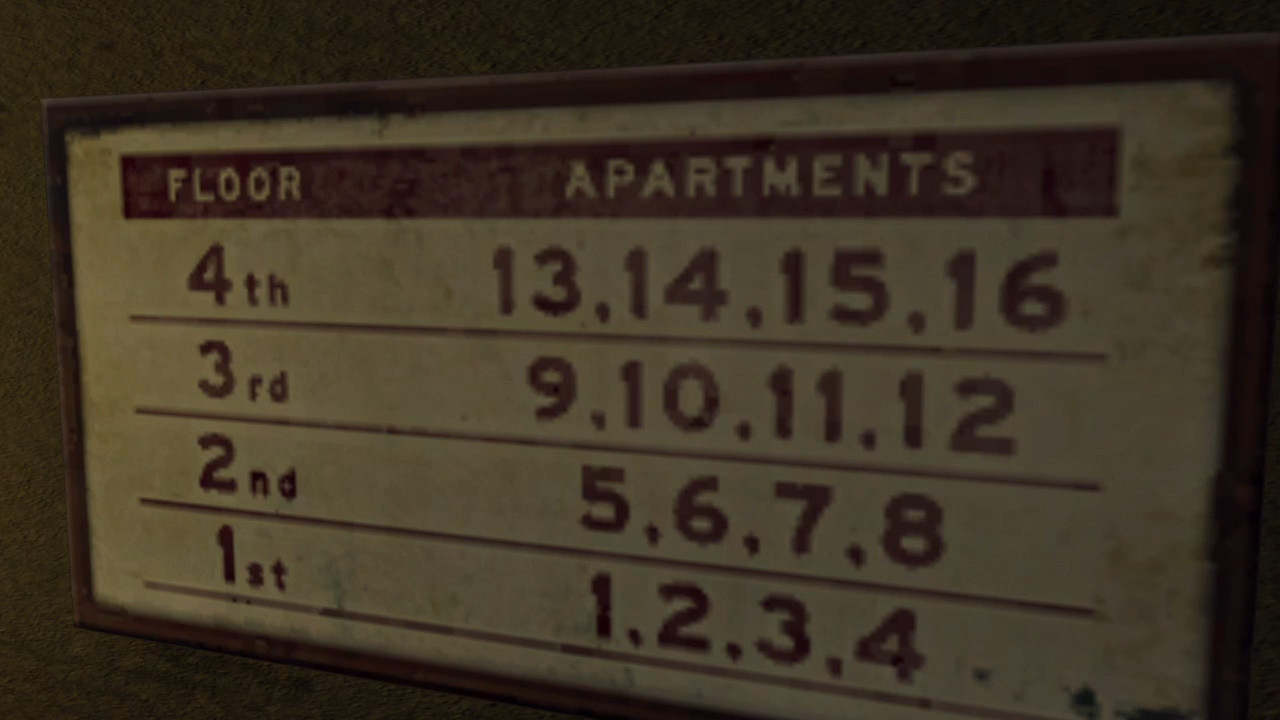 FLOOR APARTMENTS
4th 13,14,15,16
3rd 9,10,11,12
2nd 5,6,7,8
1st 1,2,3,4